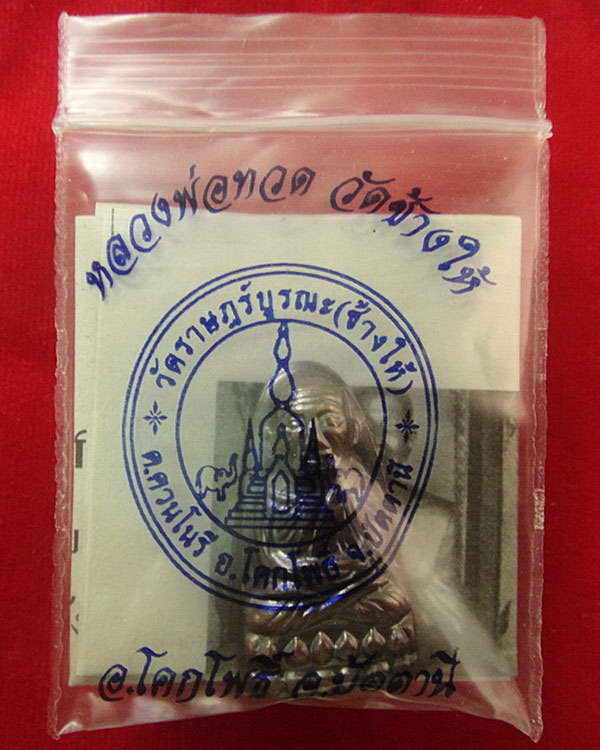 หลวงพ่อทวด วัดช้างให้
วัดราษฎร์บูรณะ(ช้างให้)
ต.ควนโนรี อ.โคกโพธิ์ จ.ปัตตานี
อ.โคกโพธิ์ จ.ปัตตานี